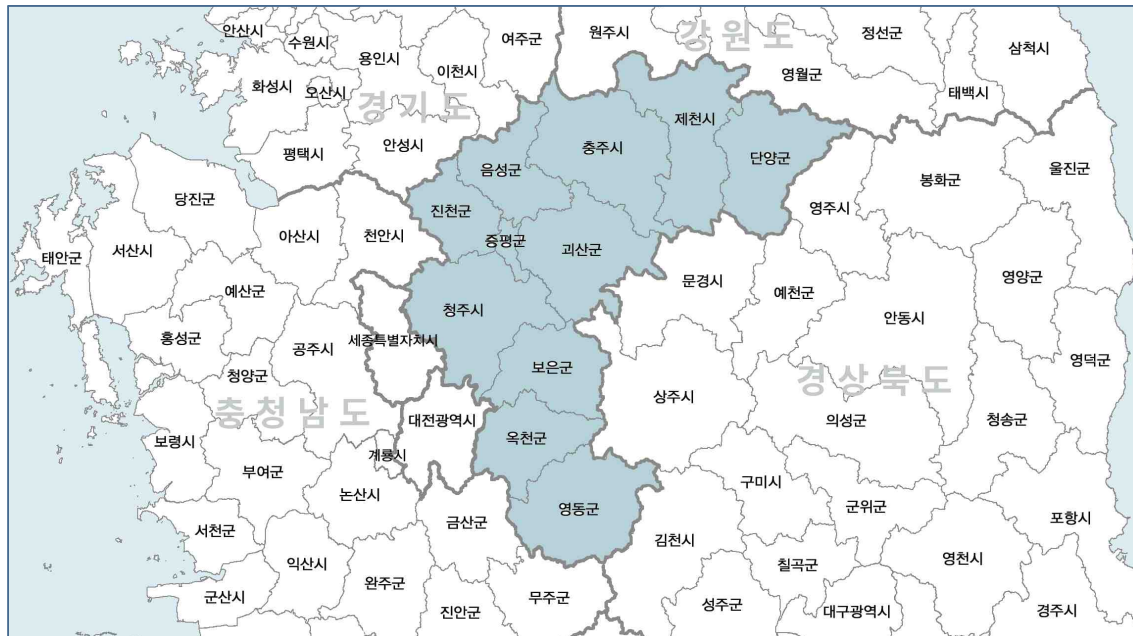 안산시
수원시
용인시
이천시
여주군
원주시
강원도
정선군
삼척시
화성시
오산시
경기도
영월군
태백시
평택시
안성시
충주시
제천시
단양군
음성군
봉화군
울진군
당진군
진천군
영주시
아산시
천안시
증평군
괴산군
태안군
서산시
문경시
예천군
영양군
예산군
청주시
안동시
홍성군
공주시
세종특별자치시
영덕군
청양군
보은군
상주시
경상북도
충청남도
대전광역시
의성군
청송군
보령시
옥천군
계룡시
부여군
논산시
구미시
군위군
영동군
포항시
서천군
금산군
김천시
익산시
칠곡군
영천시
완주군
군산시
진안군
무주군
성주군
대구광역시
경주시